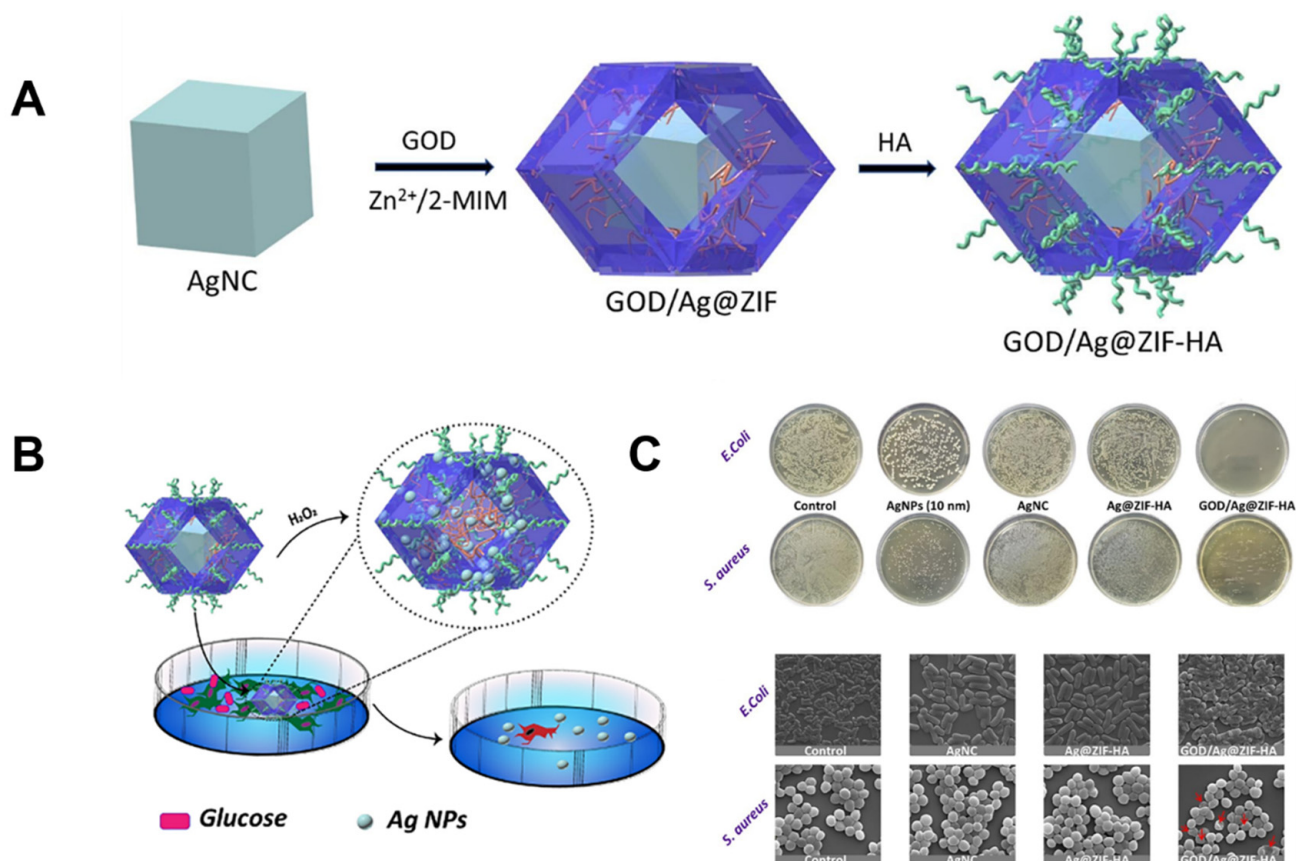 A
AgNC
GOD
Zn²⁺/2-MIM
GOD/Ag@ZIF
HA
GOD/Ag@ZIF-HA
B
H₂O₂
Glucose
Ag NPs
C
E.Coli
Control
AgNPs (10 nm)
AgNC
Ag@ZIF-HA
GOD/Ag@ZIF-HA
S. aureus
E.Coli
Control
AgNC
Ag@ZIF-HA
GOD/Ag@ZIF-HA
S. aureus
Control
AgNC
Ag@ZIF-HA
GOD/Ag@ZIF-HA